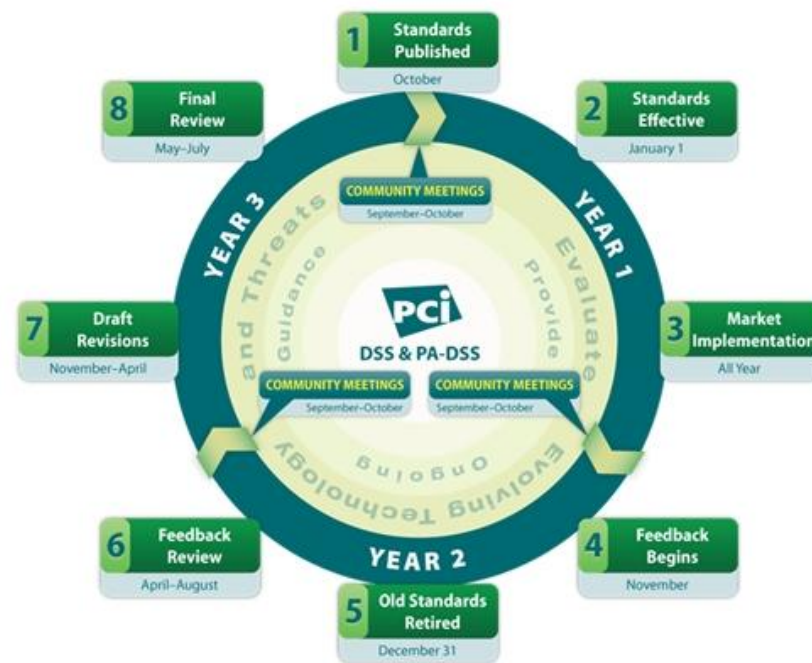 1
Standards
Published
October
2
Standards
Effective
January 1
3
Market
Implementation
All Year
4
Feedback
Begins
November
5
Old Standards
Retired
December 31
6
Feedback
Review
April–August
7
Draft
Revisions
November–April
8
Final
Review
May–July
YEAR 1
YEAR 2
YEAR 3
COMMUNITY MEETINGS
September–October
COMMUNITY MEETINGS
September–October
COMMUNITY MEETINGS
September–October
Evaluate Evolving Technology and Threats
Provide Ongoing Guidance
PCi
DSS & PA-DSS